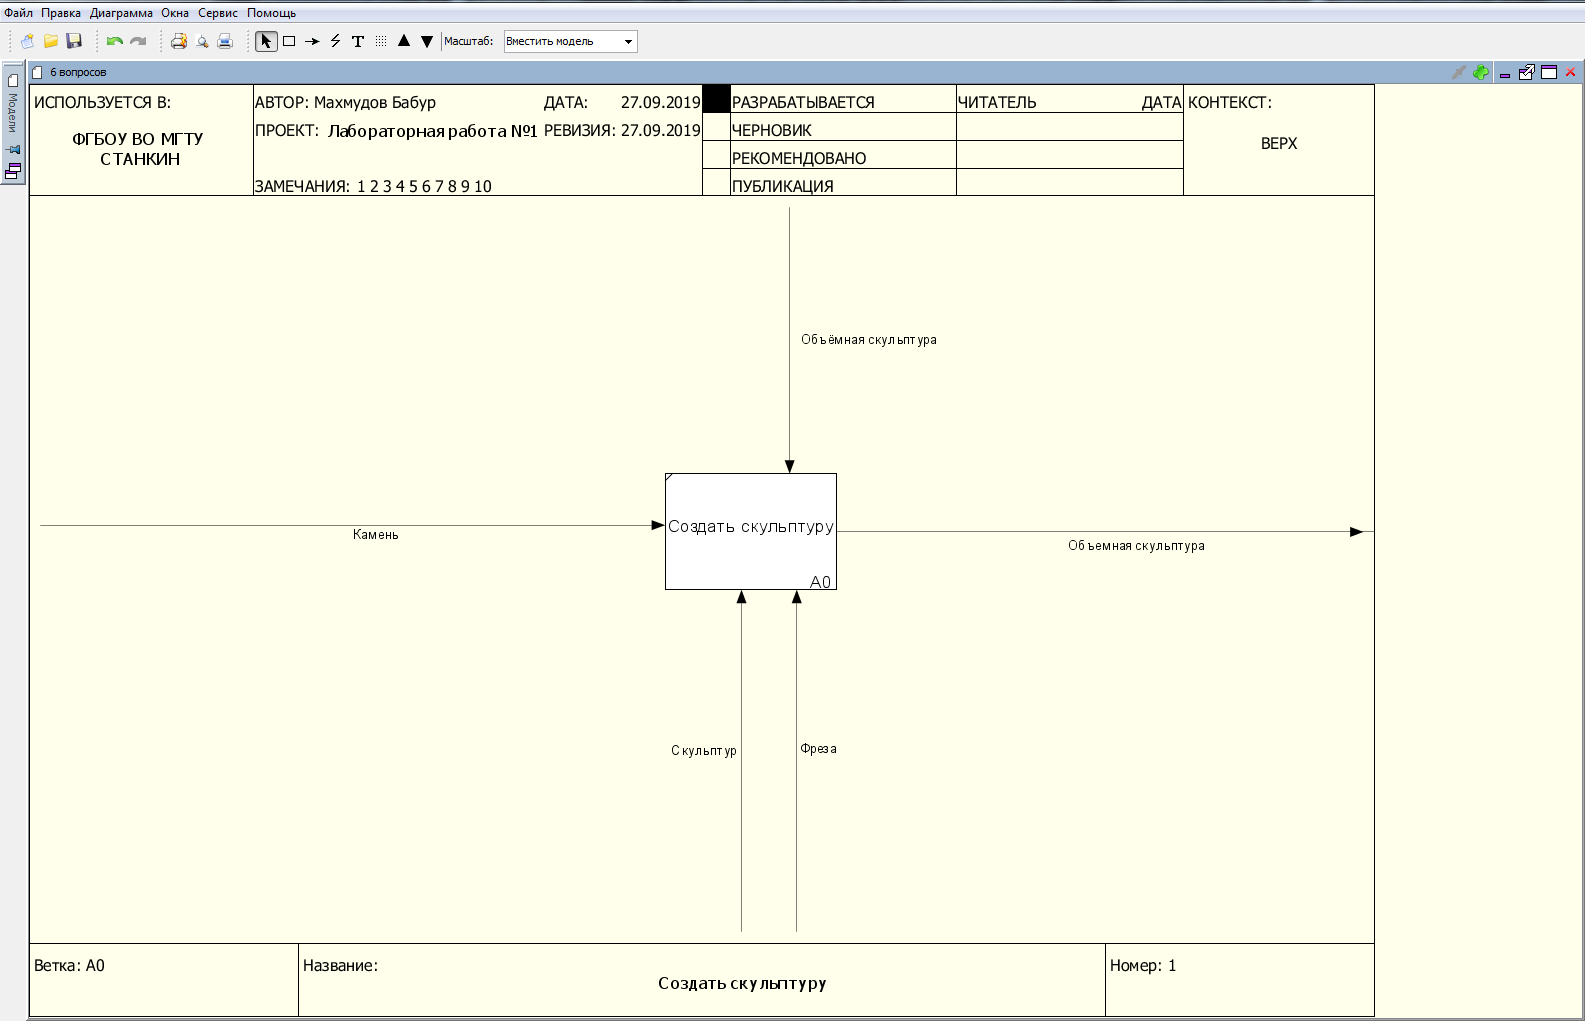 Файл Правка Диаграмма Окна Сервис Помощь
Масштаб: Вместить модель
Модели
6 вопросов
ИСПОЛЬЗУЕТСЯ В:
ФГБОУ ВО МГТУ
СТАНКИН
АВТОР: Махмудов Бабур ДАТА: 27.09.2019
ПРОЕКТ: Лабораторная работа №1 РЕВИЗИЯ: 27.09.2019
ЗАМЕЧАНИЯ: 1 2 3 4 5 6 7 8 9 10
РАЗРАБАТЫВАЕТСЯ
ЧЕРНОВИК
РЕКОМЕНДОВАНО
ПУБЛИКАЦИЯ
ЧИТАТЕЛЬ ДАТА
КОНТЕКСТ:
ВЕРХ
Объёмная скульптура
Камень
Создать скульптуру
A0
Объемная скульптура
Скульптур
Фреза
Ветка: A0
Название:
Создать скульптуру
Номер: 1